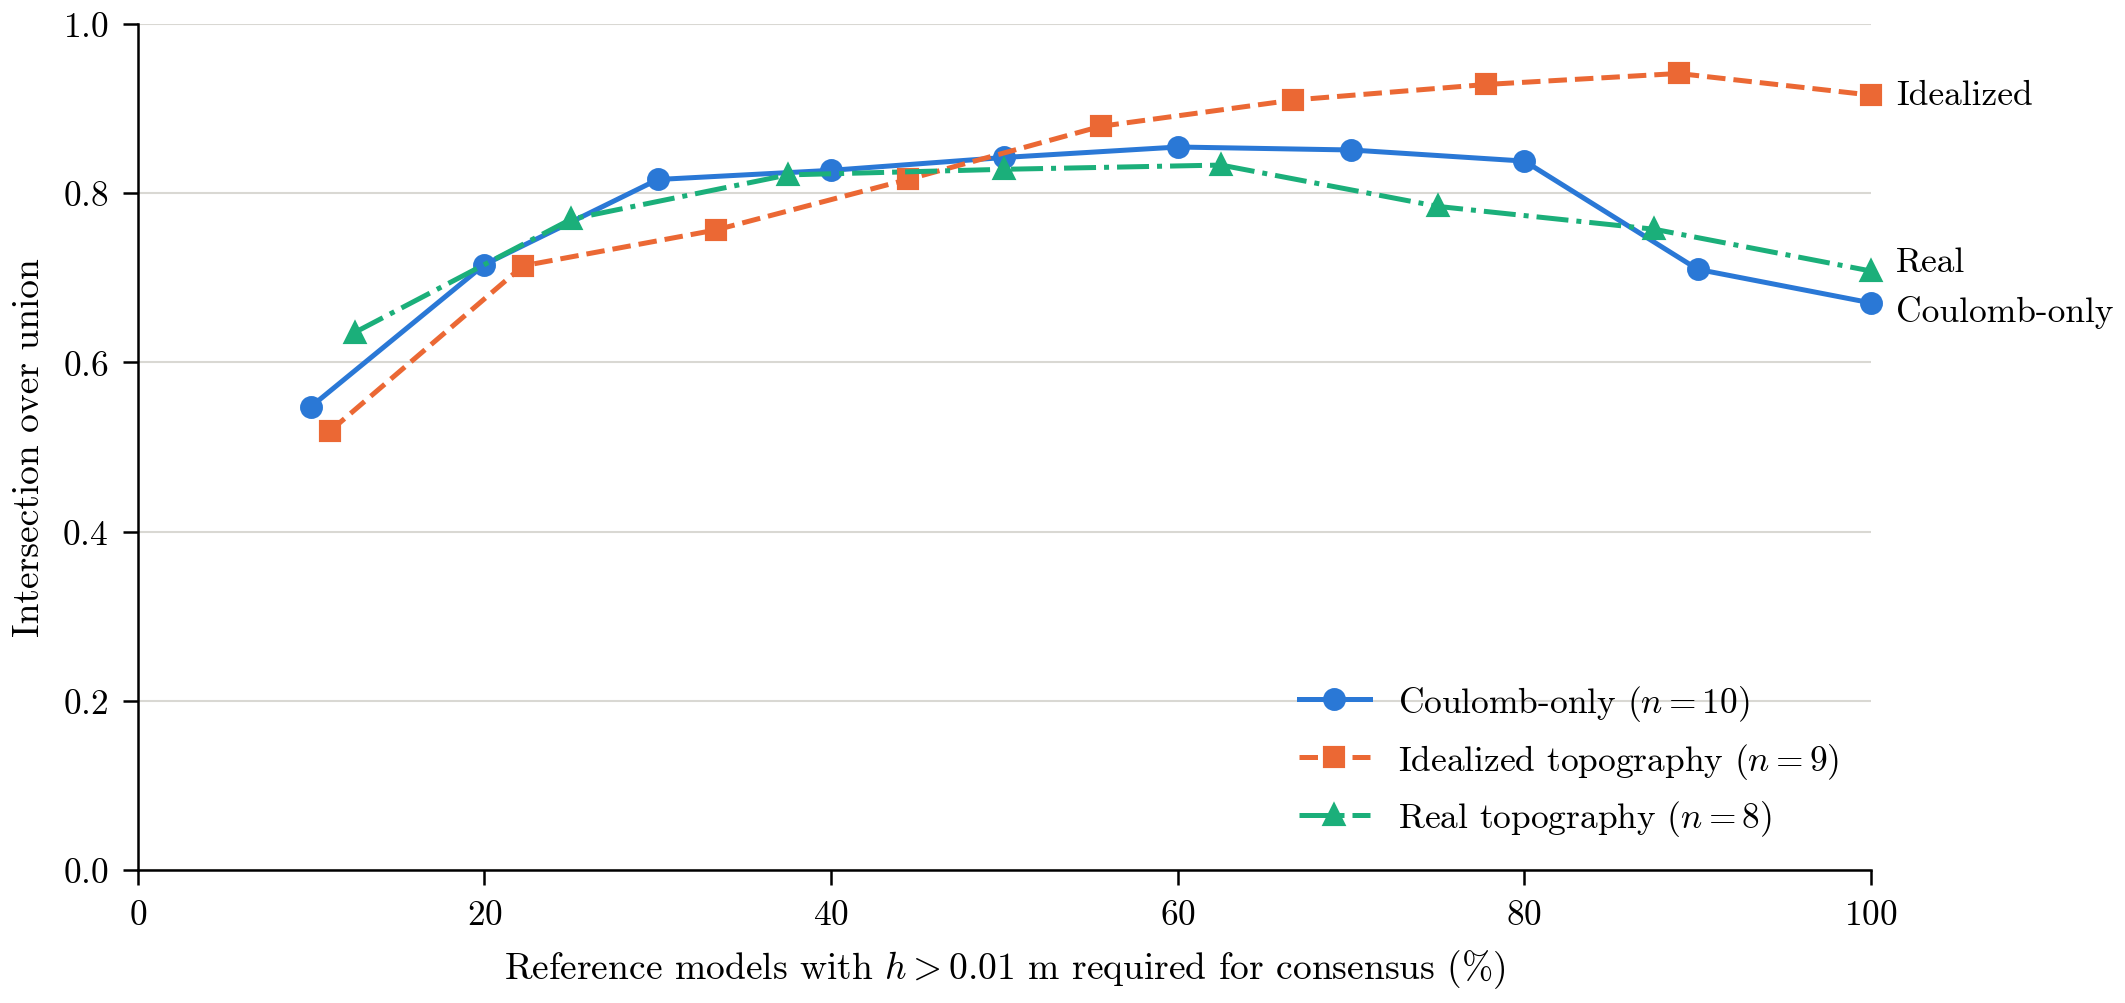 1.0
0.8
0.6
0.4
0.2
0.0
Intersection over union
Idealized
Real
Coulomb-only
Coulomb-only (n = 10)
Idealized topography (n = 9)
Real topography (n = 8)
0 20 40 60 80 100
Reference models with h > 0.01 m required for consensus (%)